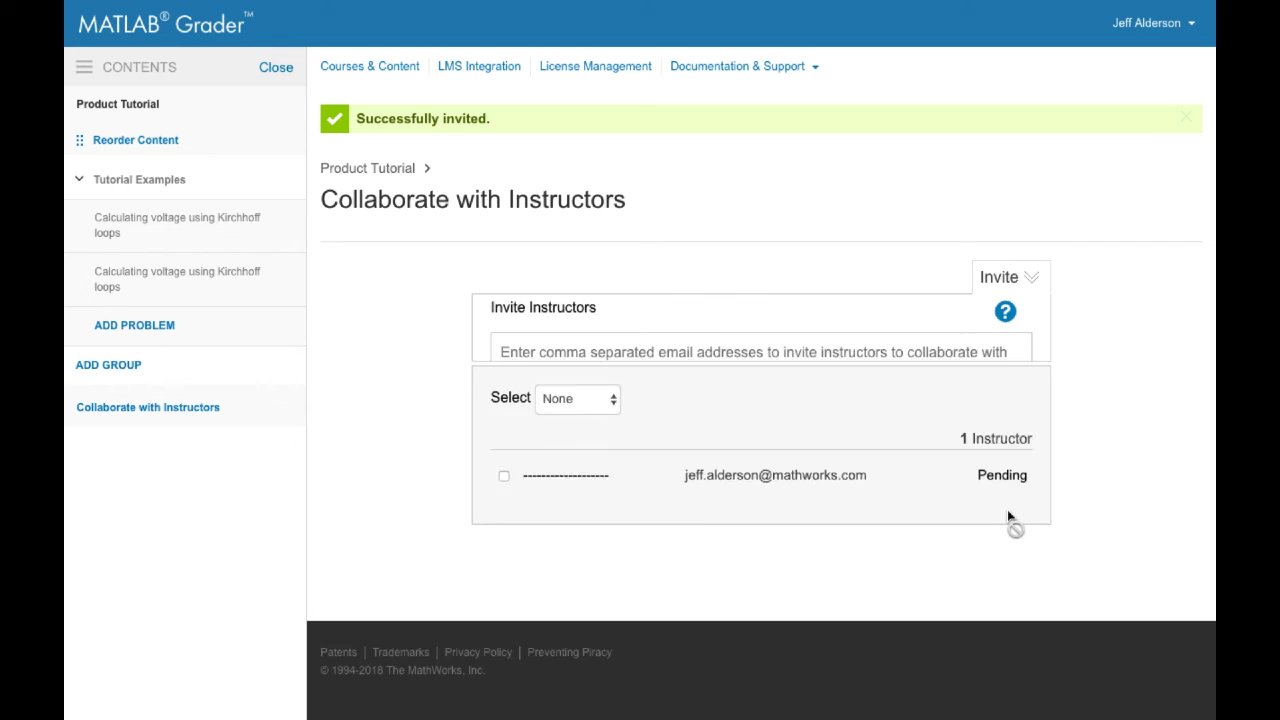 MATLAB® Grader™
Jeff Alderson
CONTENTS
Close
Product Tutorial
Reorder Content
Tutorial Examples
Calculating voltage using Kirchhoff
loops
Calculating voltage using Kirchhoff
loops
ADD PROBLEM
ADD GROUP
Collaborate with Instructors
Courses & Content
LMS Integration
License Management
Documentation & Support
Successfully invited.
Product Tutorial
Collaborate with Instructors
Invite
Invite Instructors
?
Enter comma separated email addresses to invite instructors to collaborate with
Select None
1 Instructor
------------------- jeff.alderson@mathworks.com Pending
Patents | Trademarks | Privacy Policy | Preventing Piracy
© 1994-2018 The MathWorks, Inc.